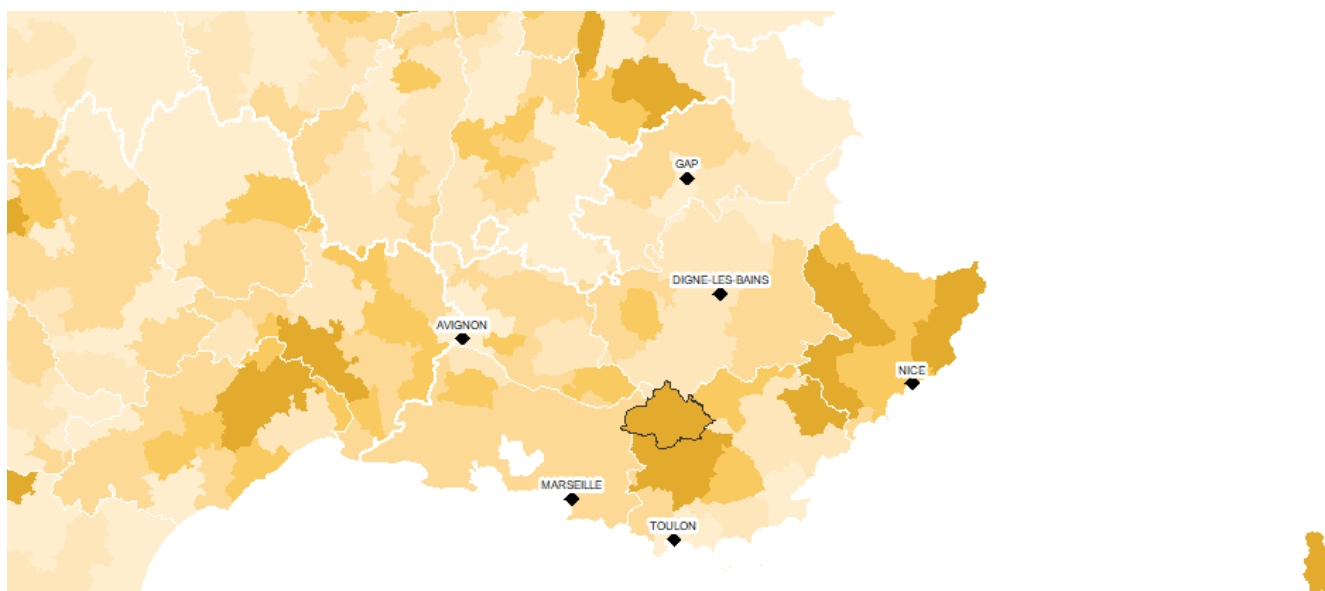 GAP
DIGNE-LES-BAINS
AVIGNON
NICE
MARSEILLE
TOULON